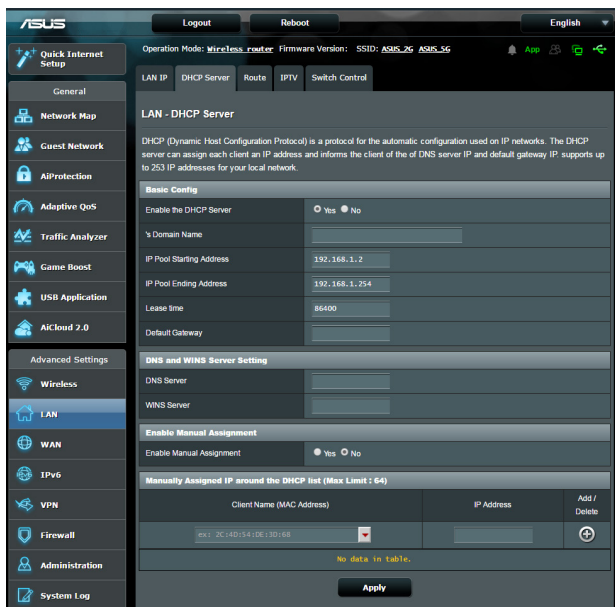 ASUS
Logout
Reboot
English
Quick Internet
Setup
General
Network Map
Guest Network
AiProtection
Adaptive QoS
Traffic Analyzer
Game Boost
USB Application
AiCloud 2.0
Advanced Settings
Wireless
LAN
WAN
IPv6
VPN
Firewall
Administration
System Log
Operation Mode: Wireless router Firmware Version: SSID: ASUS_2G ASUS_5G
App
LAN IP
DHCP Server
Route
IPTV
Switch Control
LAN - DHCP Server
DHCP (Dynamic Host Configuration Protocol) is a protocol for the automatic configuration used on IP networks. The DHCP
server can assign each client an IP address and informs the client of the of DNS server IP and default gateway IP. supports up
to 253 IP addresses for your local network.
Basic Config
Enable the DHCP Server Yes No
's Domain Name
IP Pool Starting Address 192.168.1.2
IP Pool Ending Address 192.168.1.254
Lease time 86400
Default Gateway
DNS and WINS Server Setting
DNS Server
WINS Server
Enable Manual Assignment
Enable Manual Assignment Yes No
Manually Assigned IP around the DHCP list (Max Limit : 64)
Client Name (MAC Address)
IP Address
Add /
Delete
ex: 2C:4D:54:DE:3D:68
No data in table.
Apply